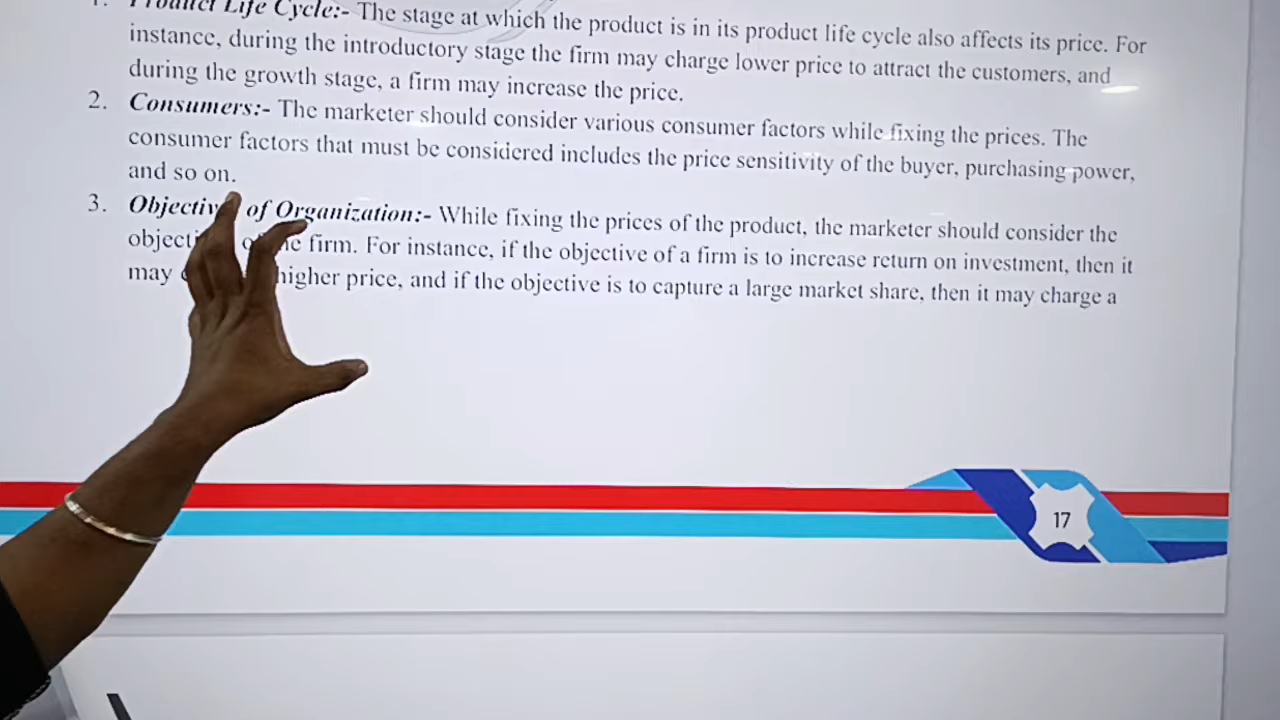 Product Life Cycle:- The stage at which the product is in its product life cycle also affects its price. For
instance, during the introductory stage the firm may charge lower price to attract the customers, and
during the growth stage, a firm may increase the price.
2. Consumers:- The marketer should consider various consumer factors while fixing the prices. The
consumer factors that must be considered includes the price sensitivity of the buyer, purchasing power,
and so on.
3. of Organization:- While fixing the prices of the product, the marketer should consider the
firm. For instance, if the objective of a firm is to increase return on investment, then it
may higher price, and if the objective is to capture a large market share, then it may charge a
17